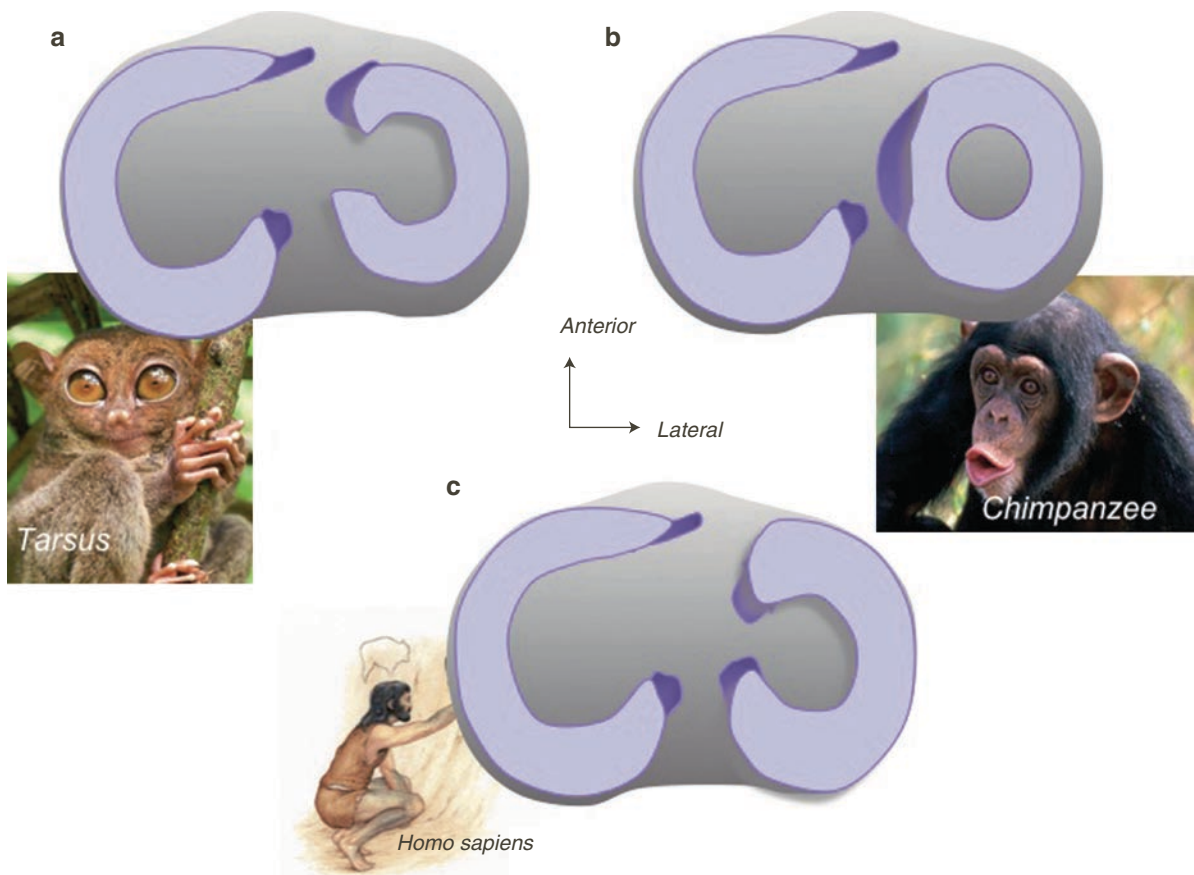 a
b
Anterior
Lateral
Tarsus
Chimpanzee
c
Homo sapiens